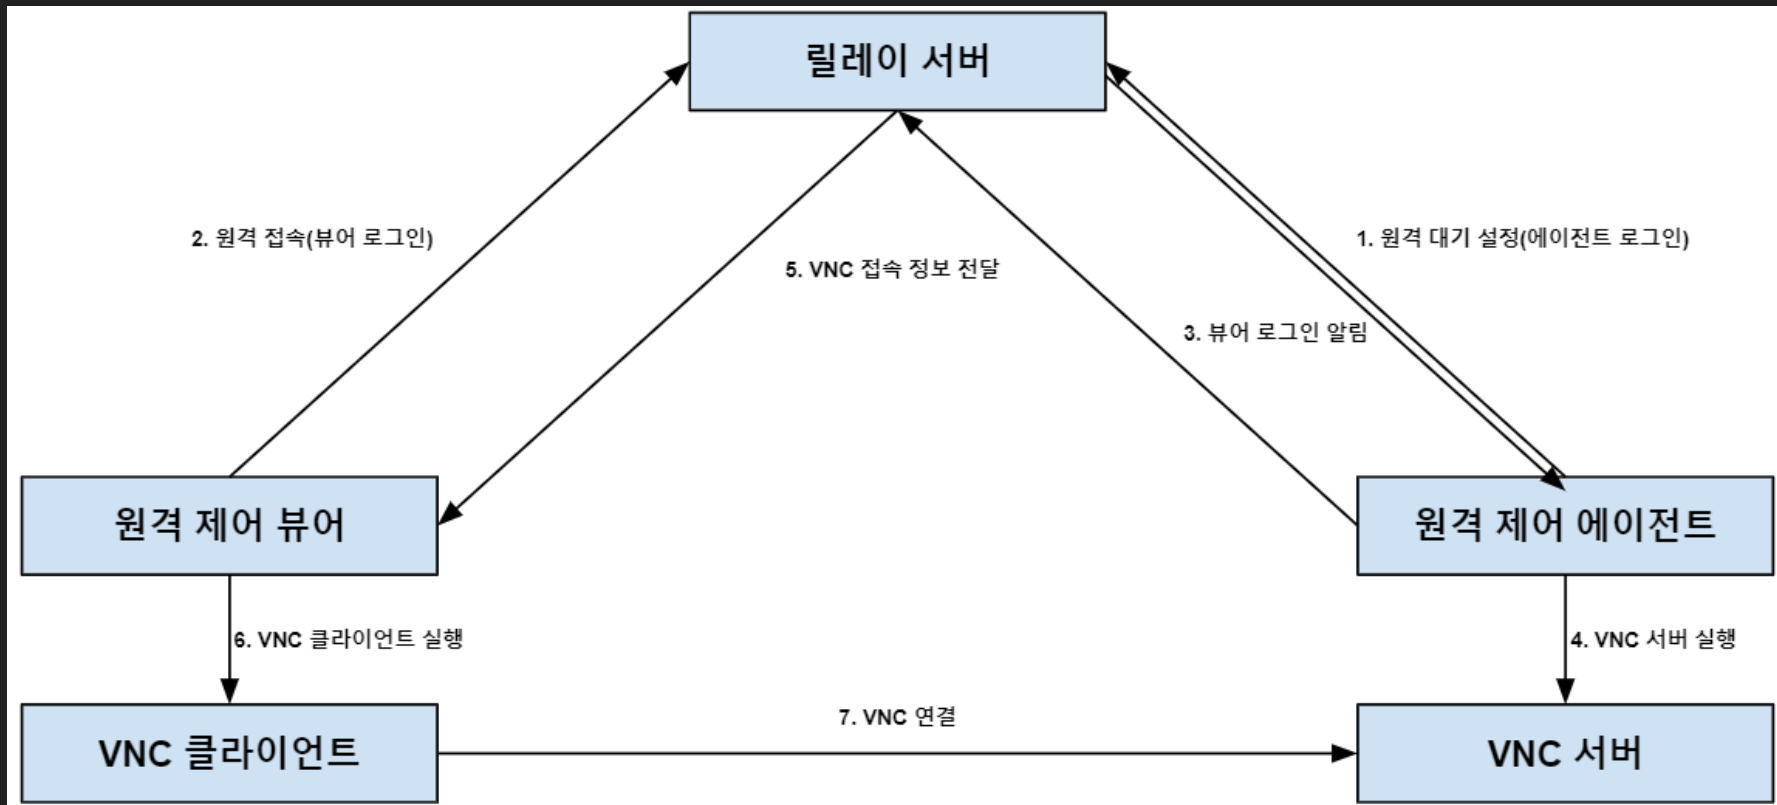 릴레이 서버
2. 원격 접속(뷰어 로그인)
1. 원격 대기 설정(에이전트 로그인)
5. VNC 접속 정보 전달
3. 뷰어 로그인 알림
원격 제어 뷰어
원격 제어 에이전트
6. VNC 클라이언트 실행
4. VNC 서버 실행
7. VNC 연결
VNC 클라이언트
VNC 서버